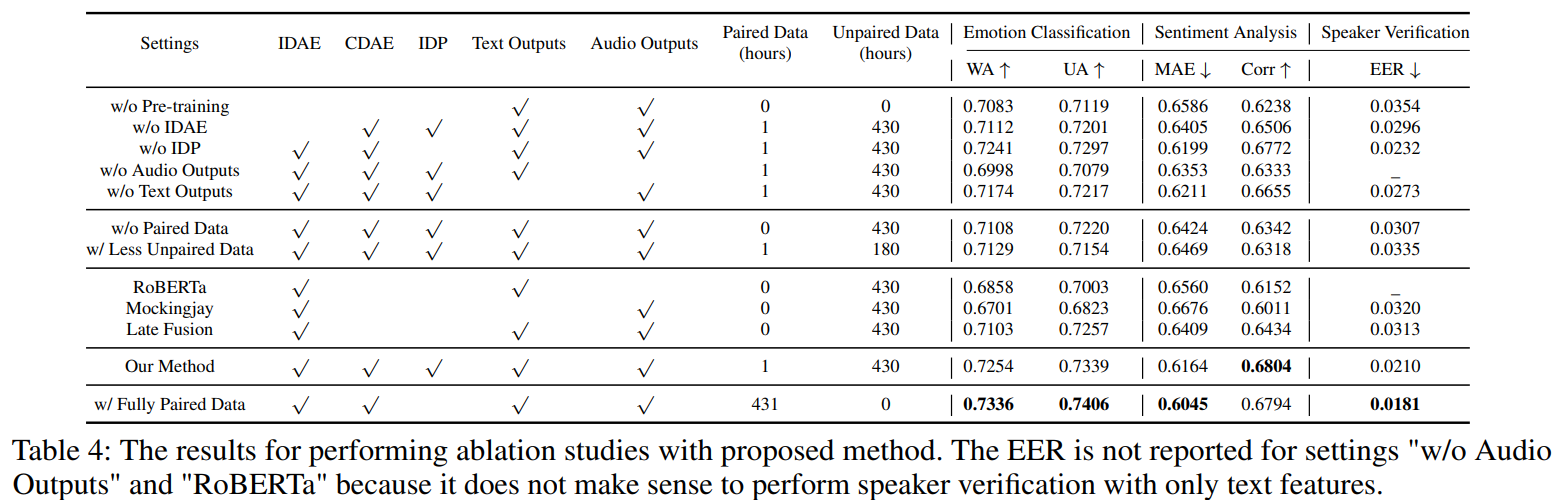 Settings IDAE CDAE IDP Text Outputs Audio Outputs Paired Data (hours) Unpaired Data (hours) Emotion Classification Sentiment Analysis Speaker Verification
WA ↑ UA ↑ MAE ↓ Corr ↑ EER ↓
w/o Pre-training ✓ ✓ 0 0 0.7083 0.7119 0.6586 0.6238 0.0354
w/o IDAE ✓ ✓ ✓ ✓ 1 430 0.7112 0.7201 0.6405 0.6506 0.0296
w/o IDP ✓ ✓ ✓ ✓ 1 430 0.7241 0.7297 0.6199 0.6772 0.0232
w/o Audio Outputs ✓ ✓ ✓ ✓ 1 430 0.6998 0.7079 0.6353 0.6333 _
w/o Text Outputs ✓ ✓ ✓ ✓ 1 430 0.7174 0.7217 0.6211 0.6655 0.0273
w/o Paired Data ✓ ✓ ✓ ✓ ✓ 0 430 0.7108 0.7220 0.6424 0.6342 0.0307
w/ Less Unpaired Data ✓ ✓ ✓ ✓ ✓ 1 180 0.7129 0.7154 0.6469 0.6318 0.0335
RoBERTa ✓ ✓ 0 430 0.6858 0.7003 0.6560 0.6152 _
Mockingjay ✓ ✓ 0 430 0.6701 0.6823 0.6676 0.6011 0.0320
Late Fusion ✓ ✓ ✓ 0 430 0.7103 0.7257 0.6409 0.6434 0.0313
Our Method ✓ ✓ ✓ ✓ ✓ 1 430 0.7254 0.7339 0.6164 0.6804 0.0210
w/ Fully Paired Data ✓ ✓ ✓ ✓ 431 0 0.7336 0.7406 0.6045 0.6794 0.0181
Table 4: The results for performing ablation studies with proposed method. The EER is not reported for settings "w/o Audio
Outputs" and "RoBERTa" because it does not make sense to perform speaker verification with only text features.